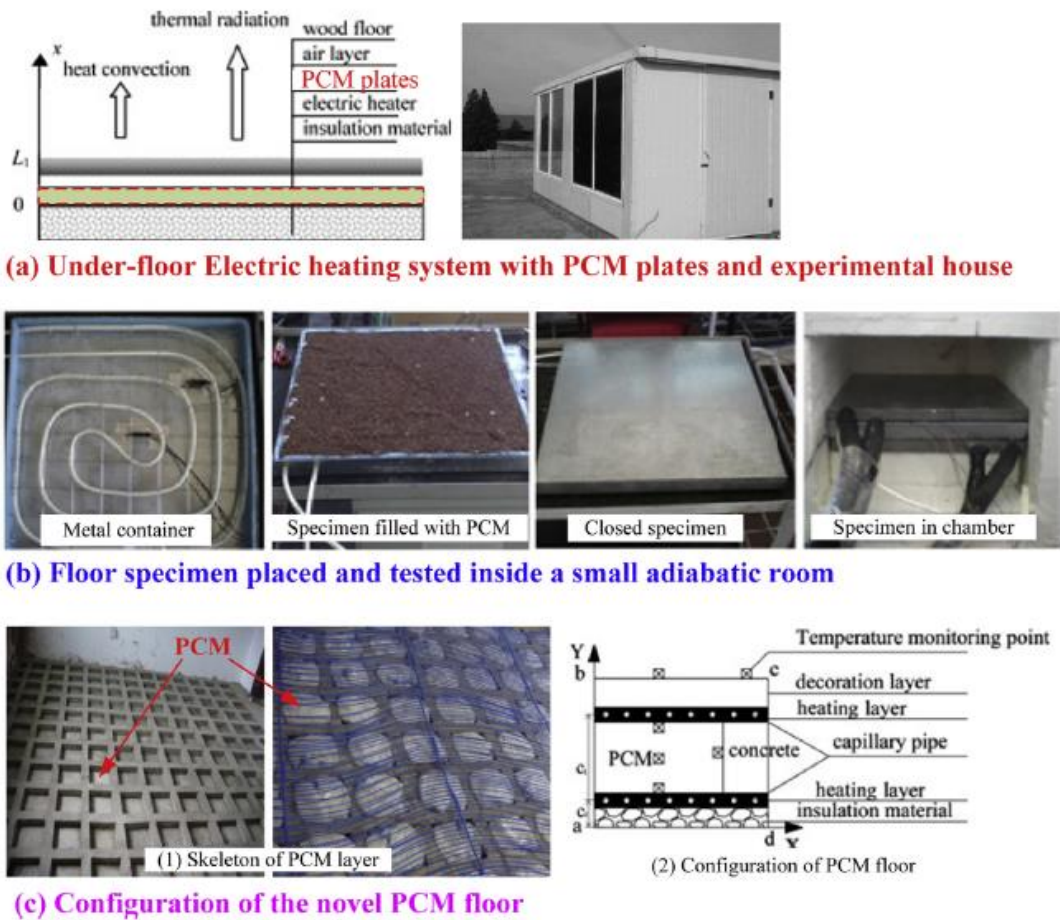 thermal radiation
wood floor
air layer
x
heat convection
PCM plates
electric heater
insulation material
L₁
0
(a) Under-floor Electric heating system with PCM plates and experimental house
Metal container
Specimen filled with PCM
Closed specimen
Specimen in chamber
(b) Floor specimen placed and tested inside a small adiabatic room
PCM
(1) Skeleton of PCM layer
Temperature monitoring point
Y
b
c
decoration layer
heating layer
PCM
concrete
capillary pipe
c
heating layer
c
insulation material
a
d
X
(2) Configuration of PCM floor
(c) Configuration of the novel PCM floor